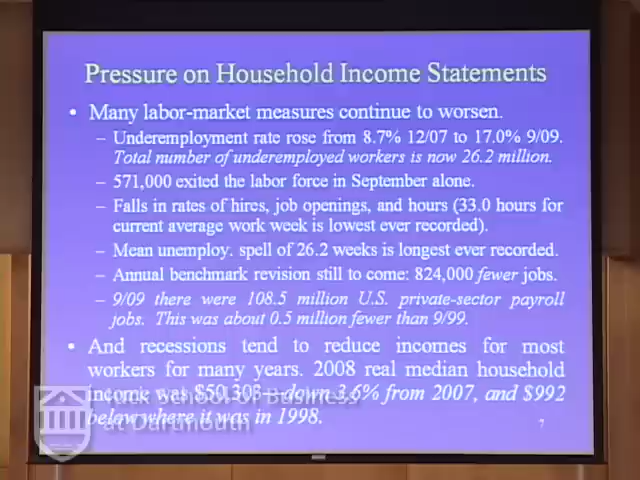 Pressure on Household Income Statements
• Many labor-market measures continue to worsen.
– Underemployment rate rose from 8.7% 12/07 to 17.0% 9/09.
Total number of underemployed workers is now 26.2 million.
– 571,000 exited the labor force in September alone.
– Falls in rates of hires, job openings, and hours (33.0 hours for
current average work week is lowest ever recorded).
– Mean unemploy. spell of 26.2 weeks is longest ever recorded.
– Annual benchmark revision still to come: 824,000 fewer jobs.
– 9/09 there were 108.5 million U.S. private-sector payroll
jobs. This was about 0.5 million fewer than 9/99.
• And recessions tend to reduce incomes for most
workers for many years. 2008 real median household
income was $50,303—down 3.6% from 2007, and $992
below where it was in 1998.
7
Tuck School of Business
at Dartmouth